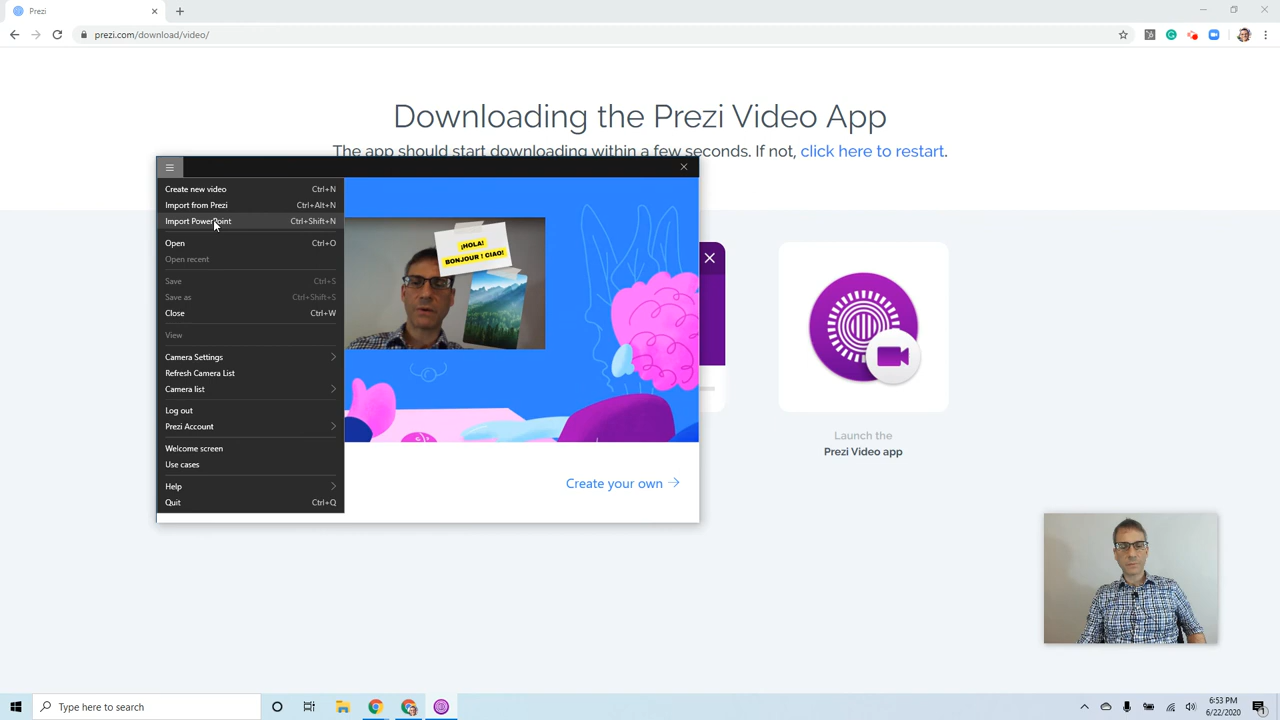 Prezi
prezi.com/download/video/
Downloading the Prezi Video App
The app should start downloading within a few seconds. If not, click here to restart.
Create new video Ctrl+N
Import from Prezi Ctrl+Alt+N
Import PowerPoint Ctrl+Shift+N
Open Ctrl+O
Open recent
Save Ctrl+S
Save as Ctrl+Shift+S
Close Ctrl+W
View
Camera Settings
Refresh Camera List
Camera list
Log out
Prezi Account
Welcome screen
Use cases
Help
Quit Ctrl+Q
¡HOLA!
BONJOUR ! CIAO!
Create your own
Launch the
Prezi Video app
Type here to search
6:53 PM
6/22/2020
1